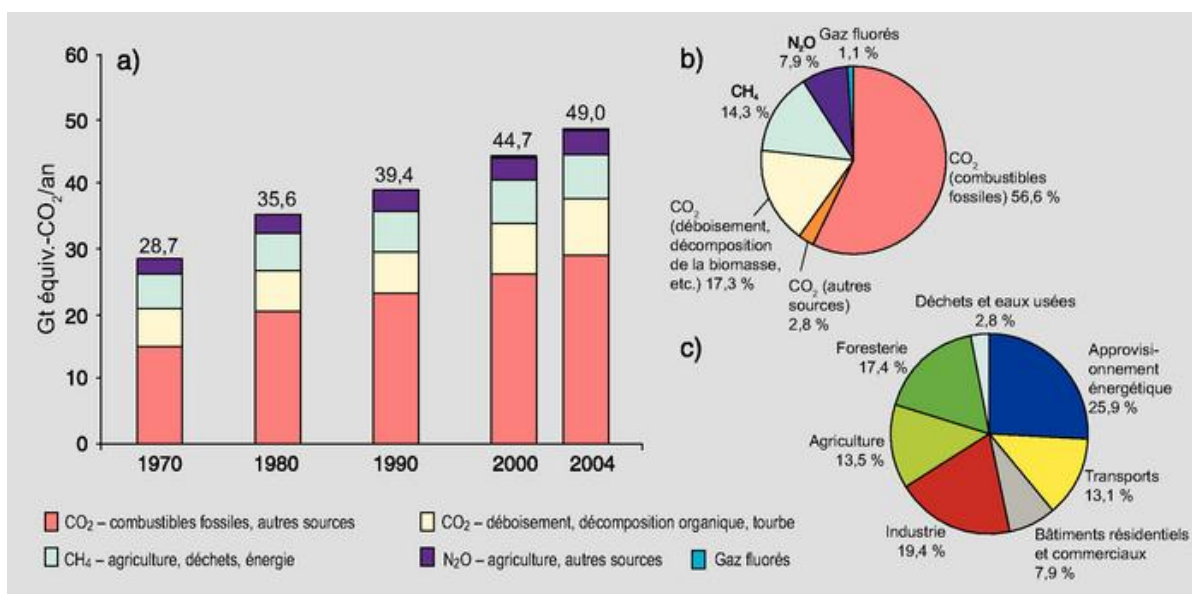 a)
Gt équiv.-CO₂/an
60
50
40
30
20
10
0
28,7
35,6
39,4
44,7
49,0
1970
1980
1990
2000
2004
b)
N₂O
7,9 %
Gaz fluorés
1,1 %
CH₄
14,3 %
CO₂
(combustibles
fossiles) 56,6 %
CO₂
(déboisement,
décomposition
de la biomasse,
etc.) 17,3 %
CO₂ (autres
sources)
2,8 %
c)
Déchets et eaux usées
2,8 %
Foresterie
17,4 %
Approvisi-
onnement
énergétique
25,9 %
Agriculture
13,5 %
Transports
13,1 %
Industrie
19,4 %
Bâtiments résidentiels
et commerciaux
7,9 %
CO₂ – combustibles fossiles, autres sources
CO₂ – déboisement, décomposition organique, tourbe
CH₄ – agriculture, déchets, énergie
N₂O – agriculture, autres sources
Gaz fluorés